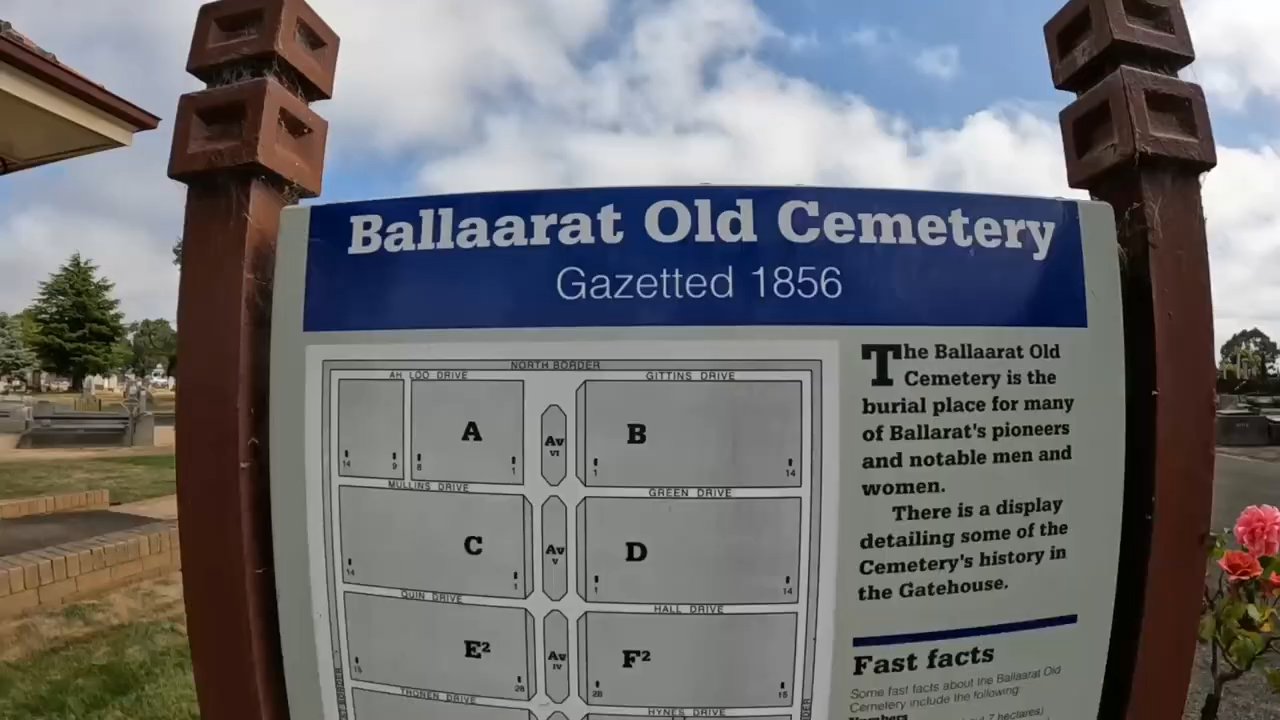 Ballaarat Old Cemetery
Gazetted 1856
NORTH BORDER
AH LOO DRIVE
GITTINS DRIVE
A
Av
VI
B
14
9
8
1
1
14
MULLINS DRIVE
GREEN DRIVE
C
Av
V
D
14
1
1
14
QUIN DRIVE
HALL DRIVE
E²
Av
IV
F²
15
28
28
15
THONEN DRIVE
HYNES DRIVE
The Ballaarat Old
Cemetery is the
burial place for many
of Ballarat's pioneers
and notable men and
women.
There is a display
detailing some of the
Cemetery's history in
the Gatehouse.
Fast facts
Some fast facts about the Ballaarat Old
Cemetery include the following:
Numbers
7 hectares)